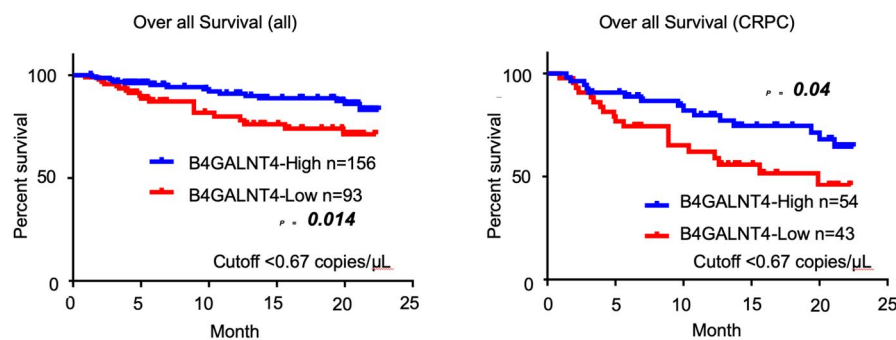 Over all Survival (all)
Percent survival
100
50
0
B4GALNT4-High n=156
B4GALNT4-Low n=93
P = 0.014
Cutoff <0.67 copies/µL
0 5 10 15 20 25
Month
Over all Survival (CRPC)
Percent survival
100
50
0
P = 0.04
B4GALNT4-High n=54
B4GALNT4-Low n=43
Cutoff <0.67 copies/µL
0 5 10 15 20 25
Month